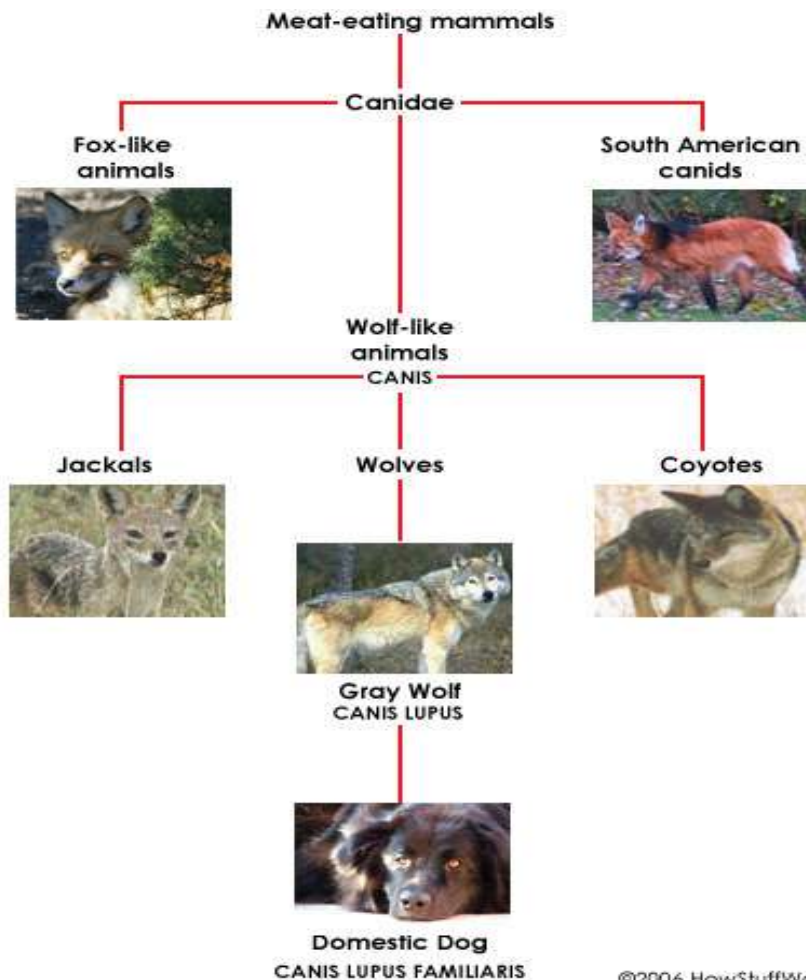 Meat-eating mammals
Canidae
Fox-like
animals
South American
canids
Wolf-like
animals
CANIS
Jackals
Wolves
Coyotes
Gray Wolf
CANIS LUPUS
Domestic Dog
CANIS LUPUS FAMILIARIS
©2006